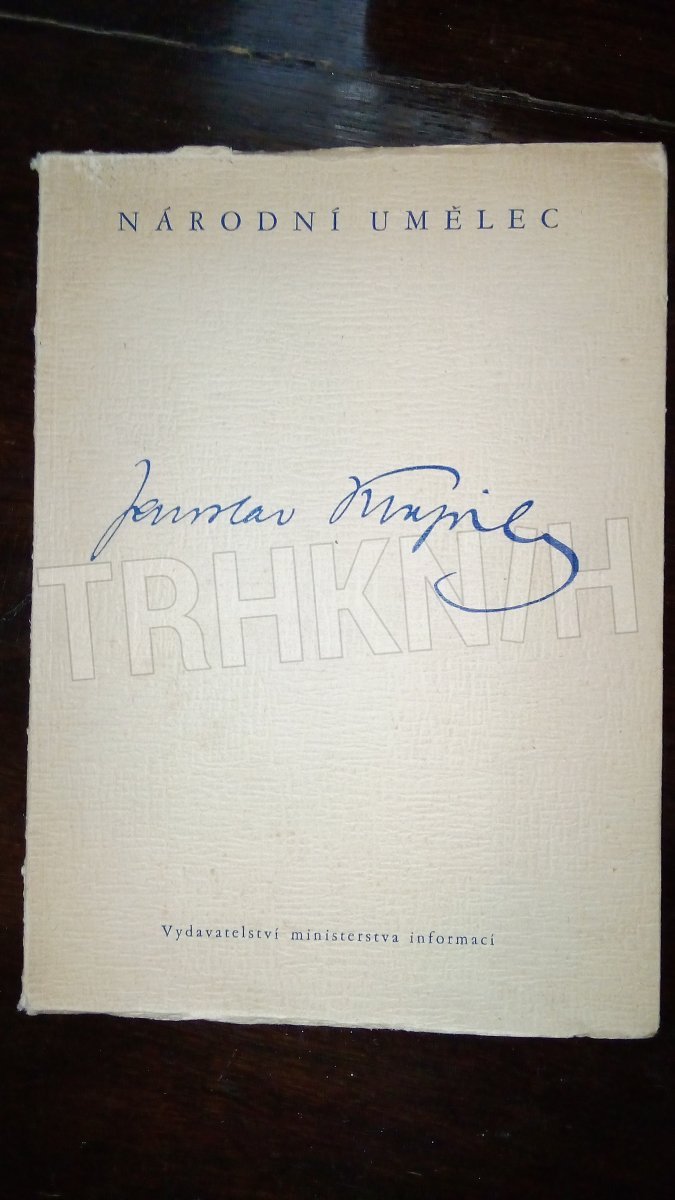 NÁRODNÍ UMĚLEC
Jaroslav Kvapil
TRHKNIH
Vydavatelství ministerstva informací